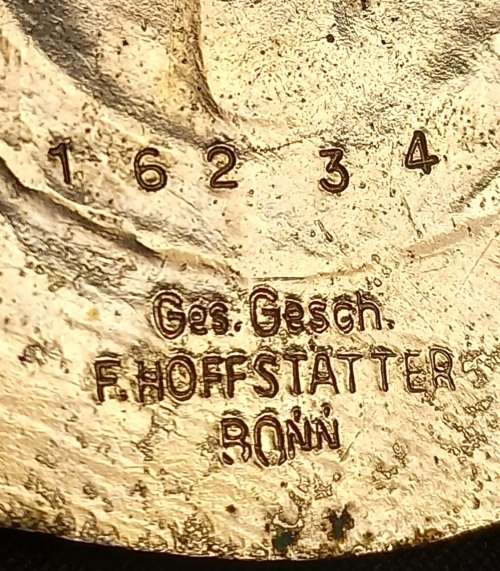 1 6 2 3 4
Ges. Gesch.
F. HOFFSTÄTTER
BONN